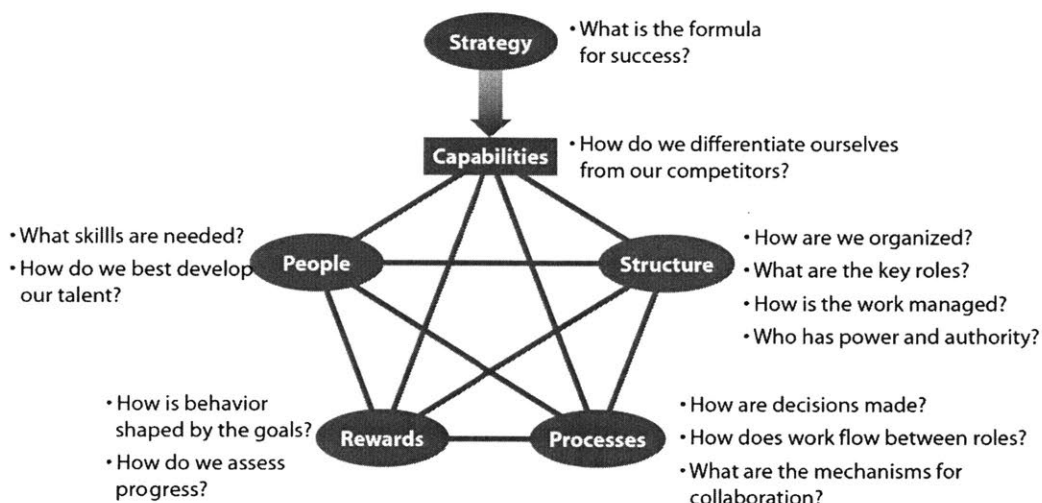 Strategy
• What is the formula
for success?
Capabilities
• How do we differentiate ourselves
from our competitors?
• What skillls are needed?
• How do we best develop
our talent?
People
Structure
• How are we organized?
• What are the key roles?
• How is the work managed?
• Who has power and authority?
• How is behavior
shaped by the goals?
• How do we assess
progress?
Rewards
Processes
• How are decisions made?
• How does work flow between roles?
• What are the mechanisms for
collaboration?